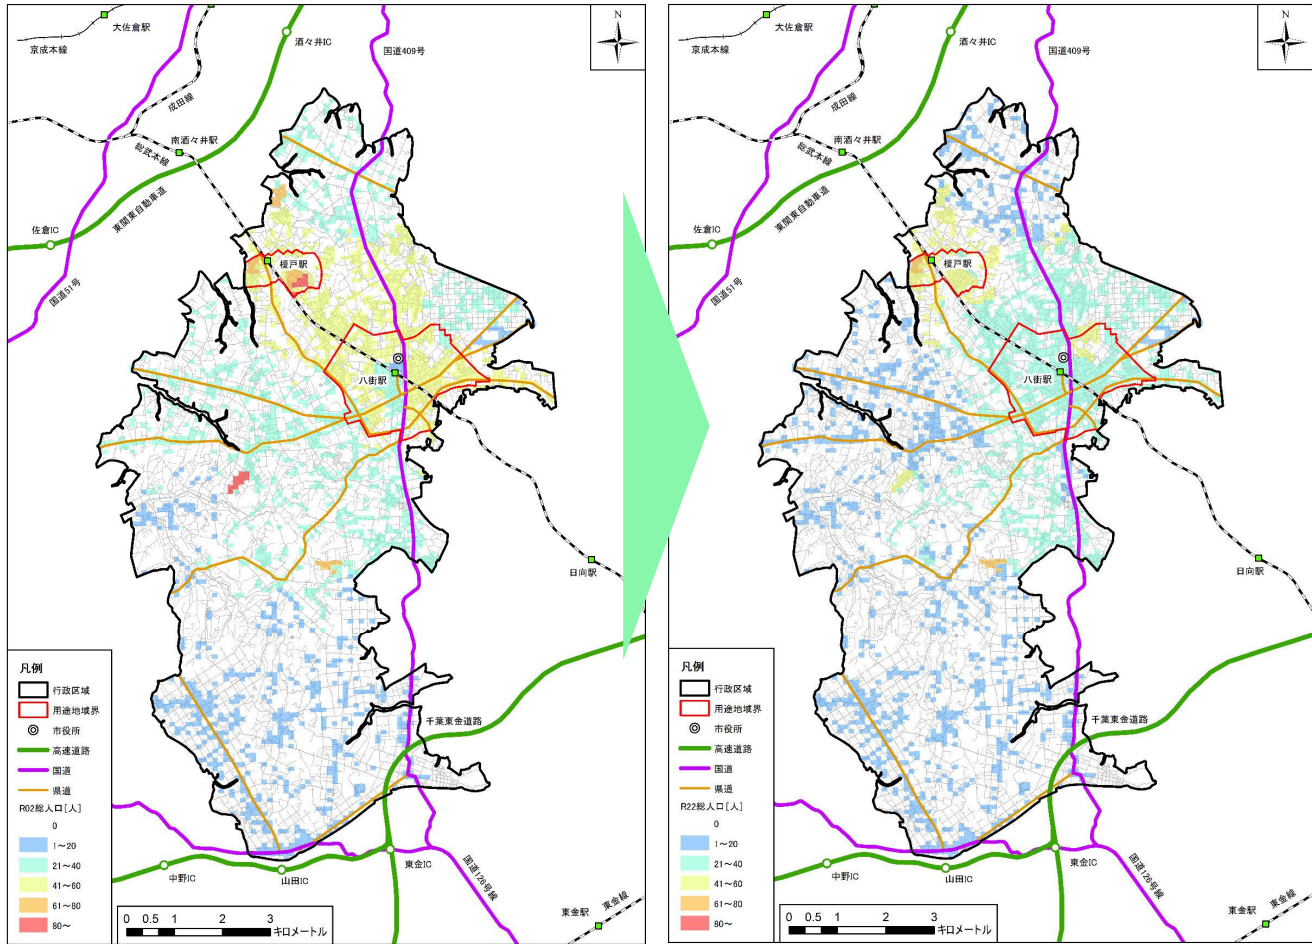 大佐倉駅
京成本線
酒々井IC
国道409号
N
成田線
南酒々井駅
総武本線
東関東自動車道
佐倉IC
国道51号
榎戸駅
八街駅
日向駅
千葉東金道路
凡例
行政区域
用途地域界
市役所
高速道路
国道
県道
R02総人口[人]
0
1～20
21～40
41～60
61～80
80～
中野IC
山田IC
東金IC
国道126号線
東金駅
東金線
0 0.5 1 2 3
キロメートル
大佐倉駅
京成本線
酒々井IC
国道409号
N
成田線
南酒々井駅
総武本線
東関東自動車道
佐倉IC
国道51号
榎戸駅
八街駅
日向駅
千葉東金道路
凡例
行政区域
用途地域界
市役所
高速道路
国道
県道
R22総人口[人]
0
1～20
21～40
41～60
61～80
80～
中野IC
山田IC
東金IC
国道126号線
東金駅
東金線
0 0.5 1 2 3
キロメートル